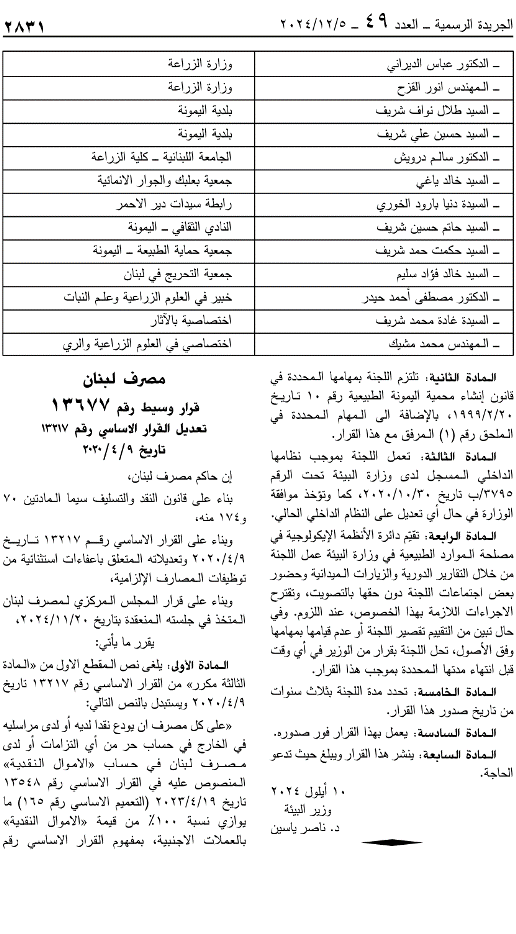 الجريدة الرسمية ـ العدد ٤٩ ـ ٢٠٢٤/١٢/٥
٢٨٣١
ـ الدكتور عباس الديراني وزارة الزراعة
ـ المهندس انور القزح وزارة الزراعة
ـ السيد طلال نواف شريف بلدية اليمونة
ـ السيد حسين علي شريف بلدية اليمونة
ـ الدكتور سالم درويش الجامعة اللبنانية ـ كلية الزراعة
ـ السيد خالد ياغي جمعية بعلبك والجوار الانمائية
ـ السيدة دنيا بارود الخوري رابطة سيدات دير الاحمر
ـ السيد حاتم حسين شريف النادي الثقافي ـ اليمونة
ـ السيد حكمت حمد شريف جمعية حماية الطبيعة ـ اليمونة
ـ السيد خالد فؤاد سليم جمعية التحريج في لبنان
ـ الدكتور مصطفى أحمد حيدر خبير في العلوم الزراعية وعلم النبات
ـ السيدة غادة محمد شريف اختصاصية بالآثار
ـ المهندس محمد مشيك اختصاصي في العلوم الزراعية والري
المادة الثانية: تلتزم اللجنة بمهامها المحددة في
قانون إنشاء محمية اليمونة الطبيعية رقم ١٠ تاريخ
١٩٩٩/٢/٢٠، بالإضافة الى المهام المحددة في
الملحق رقم (١) المرفق مع هذا القرار.
المادة الثالثة: تعمل اللجنة بموجب نظامها
الداخلي المسجل لدى وزارة البيئة تحت الرقم
٣٧٩٥/ب تاريخ ٢٠٢٠/١٠/٣٠، كما وتؤخذ موافقة
الوزارة في حال أي تعديل على النظام الداخلي الحالي.
المادة الرابعة: تقيّم دائرة الأنظمة الإيكولوجية في
مصلحة الموارد الطبيعية في وزارة البيئة عمل اللجنة
من خلال التقارير الدورية والزيارات الميدانية وحضور
بعض اجتماعات اللجنة دون حقها بالتصويت، وتقترح
الاجراءات اللازمة بهذا الخصوص، عند اللزوم. وفي
حال تبين من التقييم تقصير اللجنة أو عدم قيامها بمهامها
وفق الأصول، تحل اللجنة بقرار من الوزير في أي وقت
قبل انتهاء مدتها المحددة بموجب هذا القرار.
المادة الخامسة: تحدد مدة اللجنة بثلاث سنوات
من تاريخ صدور هذا القرار.
المادة السادسة: يعمل بهذا القرار فور صدوره.
المادة السابعة: ينشر هذا القرار ويبلغ حيث تدعو
الحاجة.
١٠ أيلول ٢٠٢٤
وزير البيئة
د. ناصر ياسين
مصرف لبنان
قرار وسيط رقم ١٣٦٧٧
تعديل القرار الاساسي رقم ١٣٢١٧
تاريخ ٢٠٢٠/٤/٩
إن حاكم مصرف لبنان،
بناء على قانون النقد والتسليف سيما المادتين ٧٠
و١٧٤ منه،
وبناء على القرار الاساسي رقم ١٣٢١٧ تاريخ
٢٠٢٠/٤/٩ وتعديلاته المتعلق باعفاءات استثنائية من
توظيفات المصارف الإلزامية،
وبناء على قرار المجلس المركزي لمصرف لبنان
المتخذ في جلسته المنعقدة بتاريخ ٢٠٢٤/١١/٢٠،
يقرر ما يأتي:
المادة الأولى: يلغى نص المقطع الاول من «المادة
الثالثة مكرر» من القرار الاساسي رقم ١٣٢١٧ تاريخ
٢٠٢٠/٤/٩ ويستبدل بالنص التالي:
«على كل مصرف ان يودع نقدا لديه أو لدى مراسليه
في الخارج في حساب حر من أي التزامات أو لدى
مصرف لبنان في حساب «الاموال النقدية»
المنصوص عليه في القرار الاساسي رقم ١٣٥٤٨
تاريخ ٢٠٢٣/٤/١٩ (التعميم الاساسي رقم ١٦٥) ما
يوازي نسبة ١٠٠٪ من قيمة «الاموال النقدية»
بالعملات الاجنبية، بمفهوم القرار الاساسي رقم